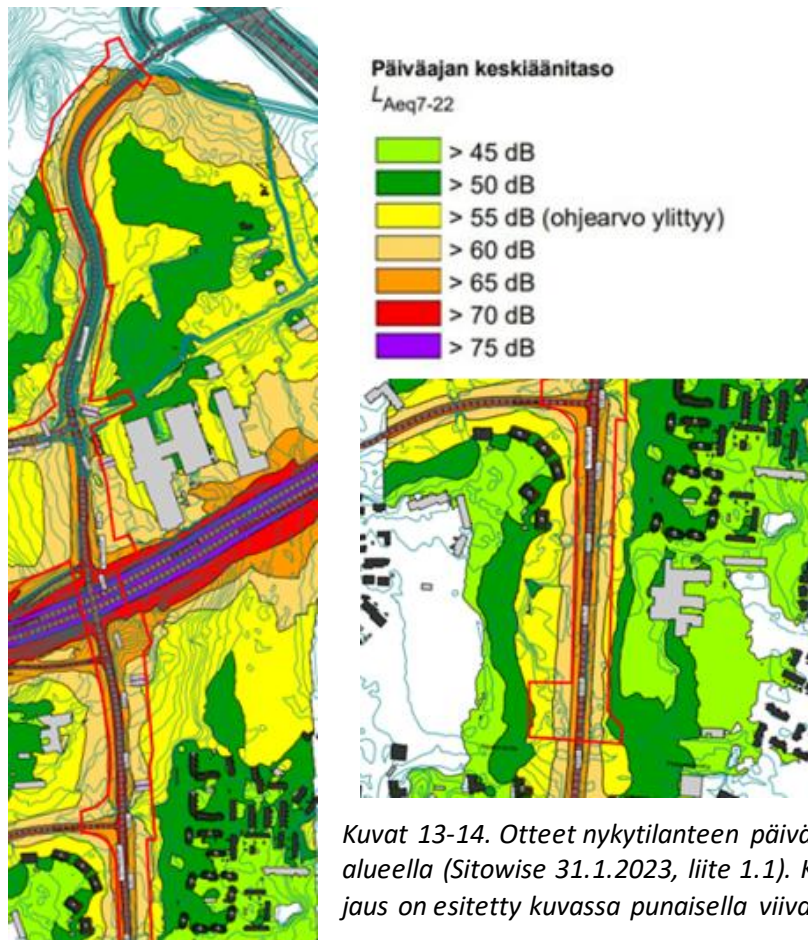 Päiväajan keskiäänitaso
LAeq7-22
> 45 dB
> 50 dB
> 55 dB (ohjearvo ylittyy)
> 60 dB
> 65 dB
> 70 dB
> 75 dB
Kuvat 13-14. Otteet nykytilanteen päivä
alueella (Sitowise 31.1.2023, liite 1.1). K
jaus on esitetty kuvassa punaisella viiva